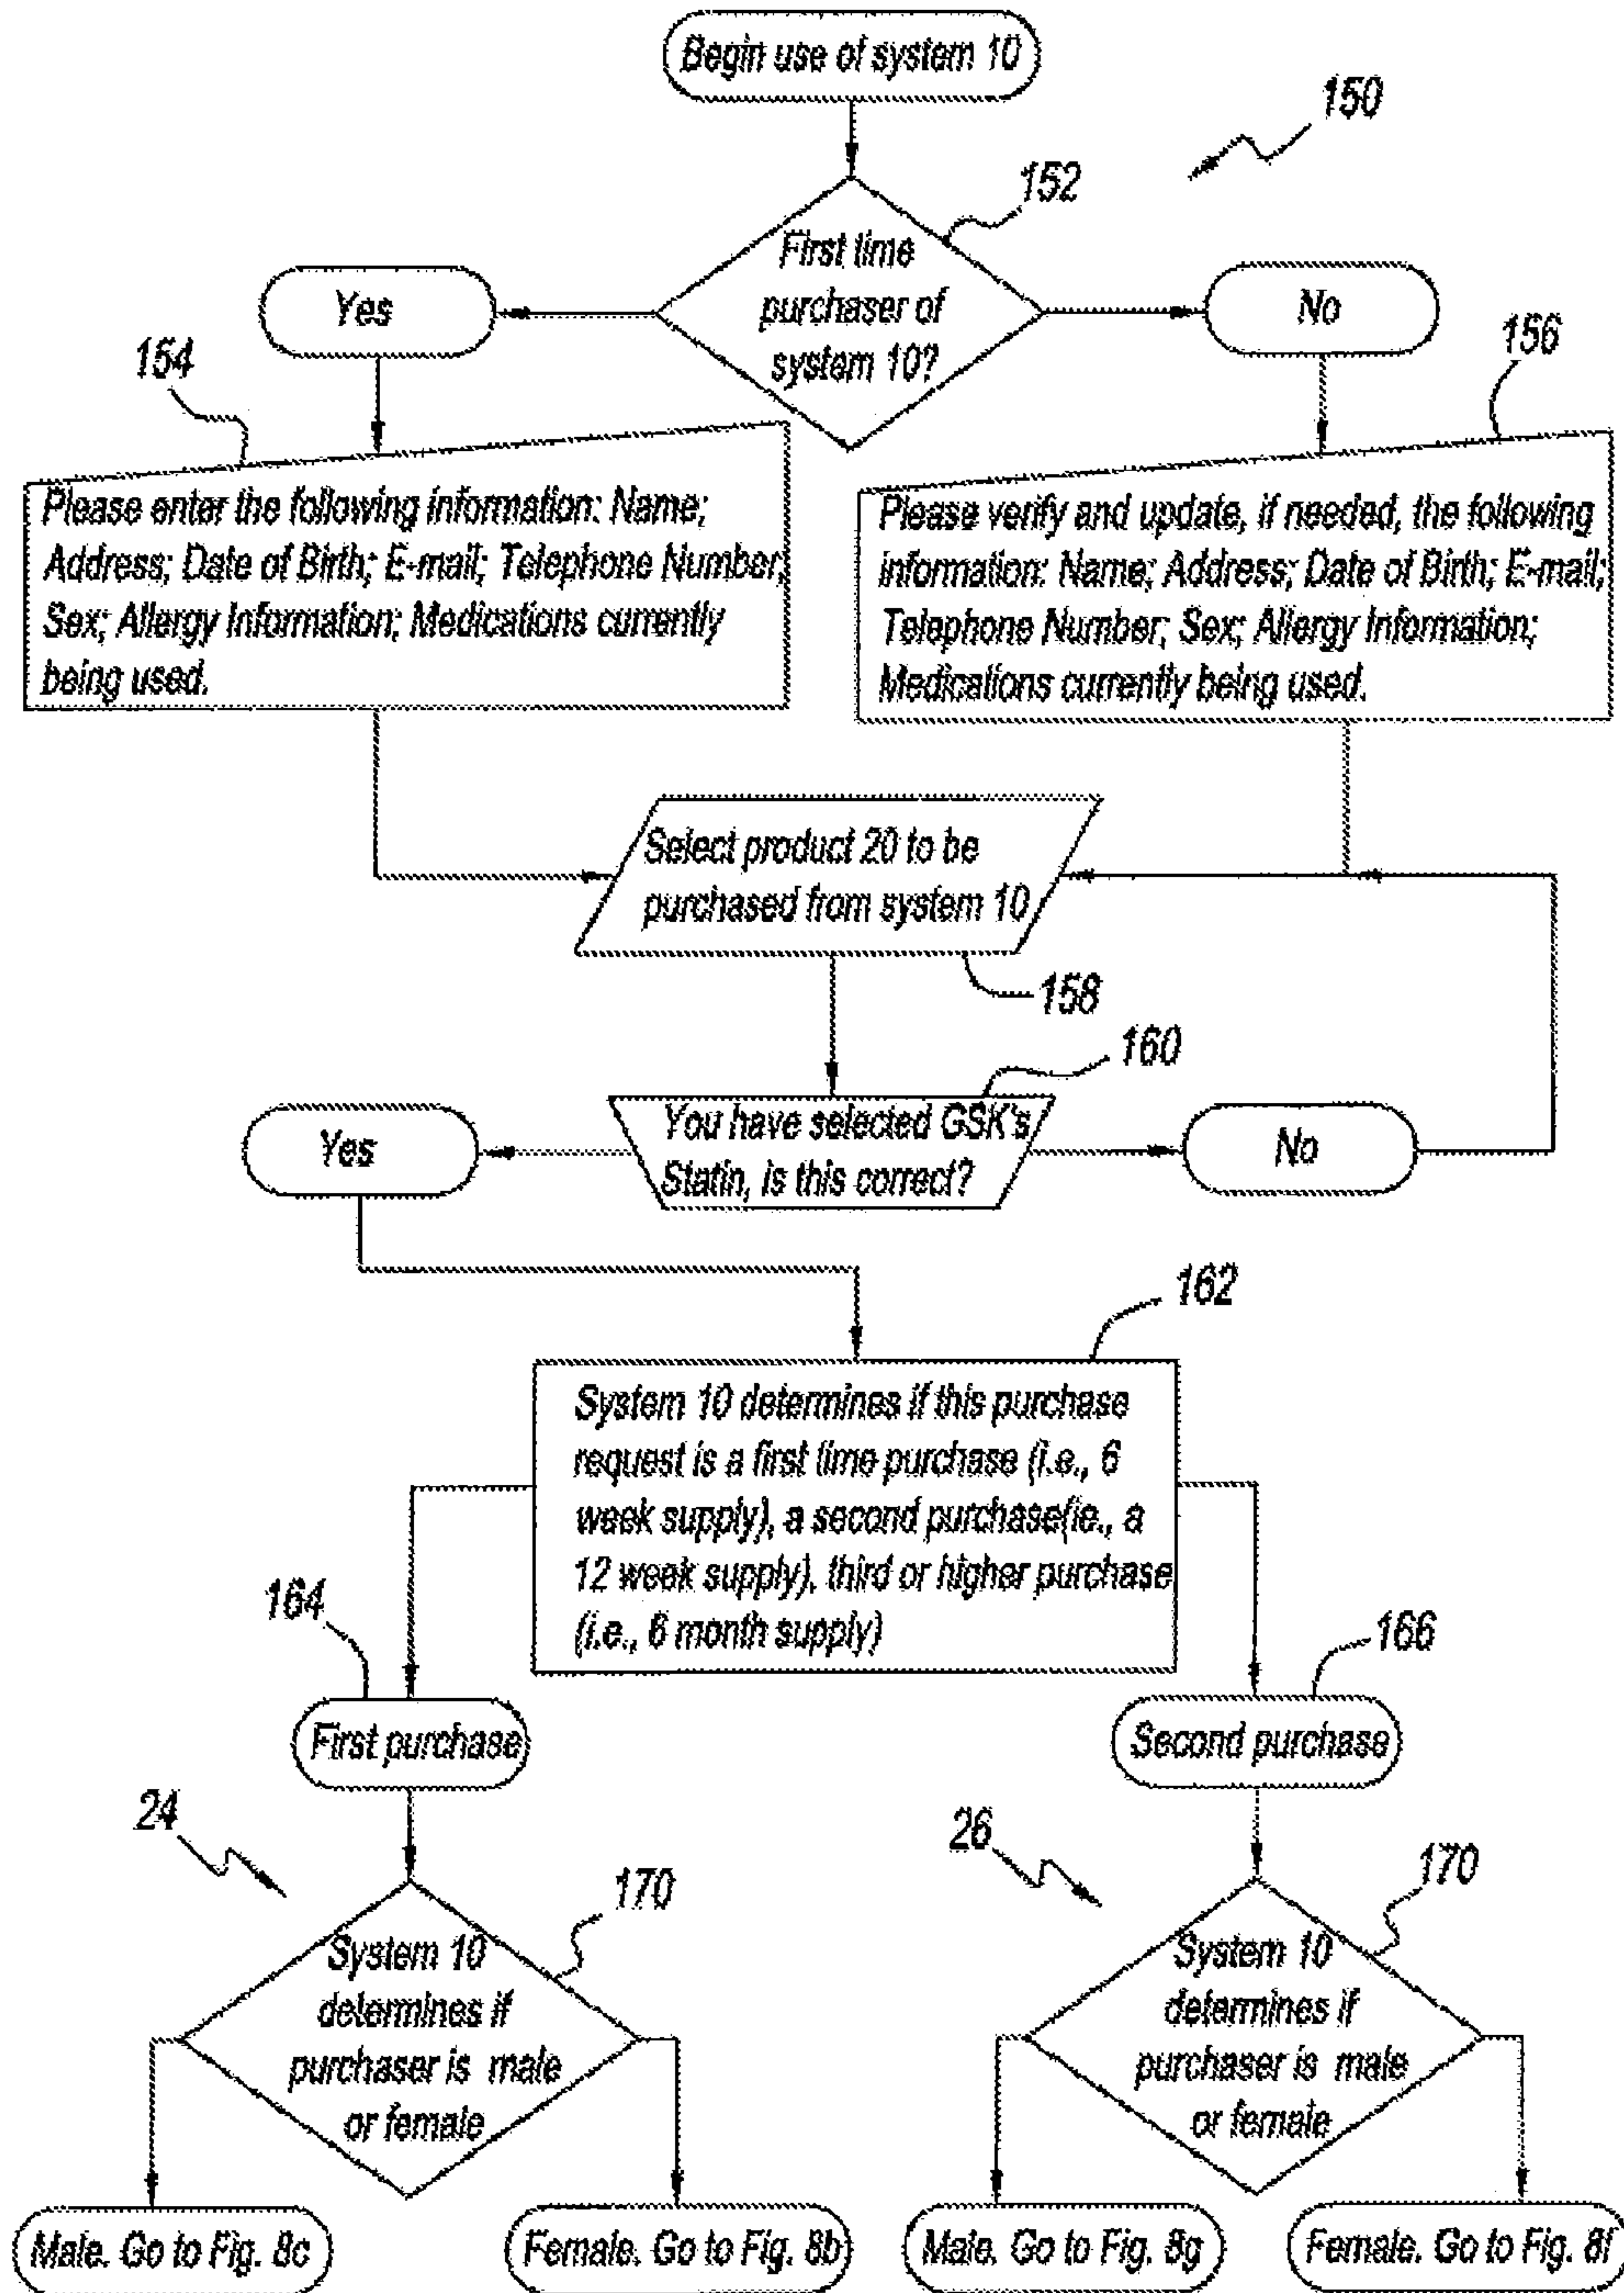 Begin use of system 10
150
152
First time
purchaser of
system 10?
Yes
No
154
156
Please enter the following information: Name;
Address; Date of Birth; E-mail; Telephone Number;
Sex; Allergy Information; Medications currently
being used.
Please verify and update, if needed, the following
information: Name; Address; Date of Birth; E-mail;
Telephone Number; Sex; Allergy Information;
Medications currently being used.
Select product 20 to be
purchased from system 10
158
160
You have selected GSK's
Statin, is this correct?
Yes
No
162
System 10 determines if this purchase
request is a first time purchase (i.e., 6
week supply), a second purchase(ie., a
12 week supply), third or higher purchase
(i.e., 6 month supply)
164
166
First purchase
Second purchase
24
26
170
170
System 10
determines if
purchaser is male
or female
System 10
determines if
purchaser is male
or female
Male. Go to Fig. 8c
Female. Go to Fig. 8b
Male. Go to Fig. 8g
Female. Go to Fig. 8f